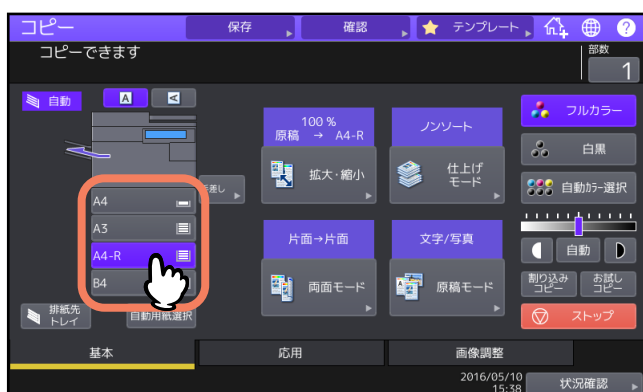 コピー
保存
確認
テンプレート
コピーできます
部数
1
自動
A
A
100 %
原稿 → A4-R
ノンソート
フルカラー
拡大・縮小
仕上げ
モード
白黒
自動カラー選択
A4
A3
A4-R
B4
片面→片面
文字/写真
自動
両面モード
原稿モード
割り込み
コピー
お試し
コピー
排紙先
トレイ
自動用紙選択
ストップ
基本
応用
画像調整
2016/05/10
15:38
状況確認